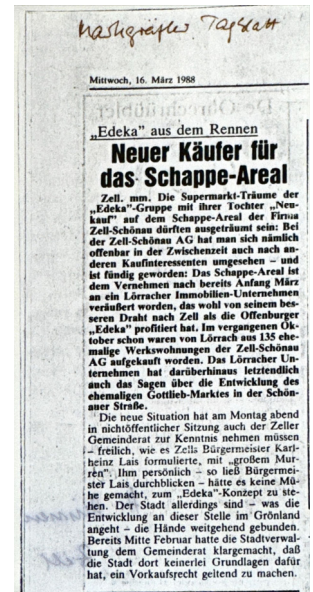 Markgräfler Tagblatt
Mittwoch, 16. März 1988
„Edeka” aus dem Rennen
Neuer Käufer für
das Schappe-Areal
Zell. mm. Die Supermarkt-Träume der
„Edeka”-Gruppe mit ihrer Tochter „Neu-
kauf” auf dem Schappe-Areal der Firma
Zell-Schönau dürften ausgeträumt sein: Bei
der Zell-Schönau AG hat man sich nämlich
offenbar in der Zwischenzeit auch nach an-
deren Kaufinteressenten umgesehen – und
ist fündig geworden: Das Schappe-Areal ist
dem Vernehmen nach bereits Anfang März
an ein Lörracher Immobilien-Unternehmen
veräußert worden, das wohl von seinem bes-
seren Draht nach Zell als die Offenburger
„Edeka” profitiert hat. Im vergangenen Ok-
tober schon waren von Lörrach aus 135 ehe-
malige Werkswohnungen der Zell-Schönau
AG aufgekauft worden. Das Lörracher Un-
ternehmen hat darüberhinaus letztendlich
auch das Sagen über die Entwicklung des
ehemaligen Gottlieb-Marktes in der Schön-
auer Straße.
Die neue Situation hat am Montag abend
in nichtöffentlicher Sitzung auch der Zeller
Gemeinderat zur Kenntnis nehmen müssen
– freilich, wie es Zells Bürgermeister Karl-
heinz Lais formulierte, mit „großem Mur-
ren”. Ihm persönlich – so ließ Bürgermei-
ster Lais durchblicken – hätte es keine Mü-
he gemacht, zum „Edeka”-Konzept zu ste-
hen. Der Stadt allerdings sind – was die
Entwicklung an dieser Stelle im Grönland
angeht – die Hände weitgehend gebunden.
Bereits Mitte Februar hatte die Stadtverwal-
tung dem Gemeinderat klargemacht, daß
die Stadt dort keinerlei Grundlagen dafür
hat, ein Vorkaufsrecht geltend zu machen.